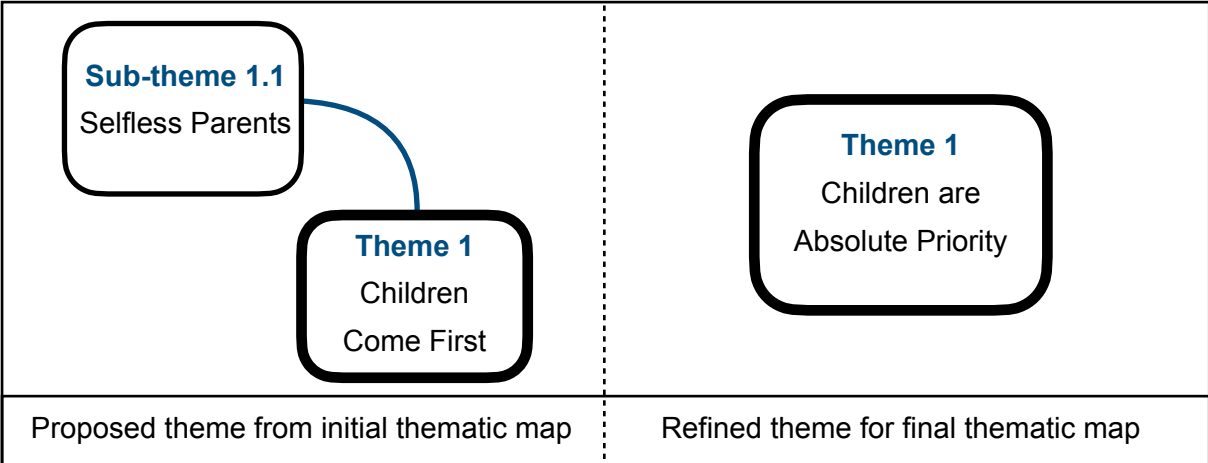 Sub-theme 1.1
Selfless Parents
Theme 1
Children
Come First
Theme 1
Children are
Absolute Priority
Proposed theme from initial thematic map
Refined theme for final thematic map